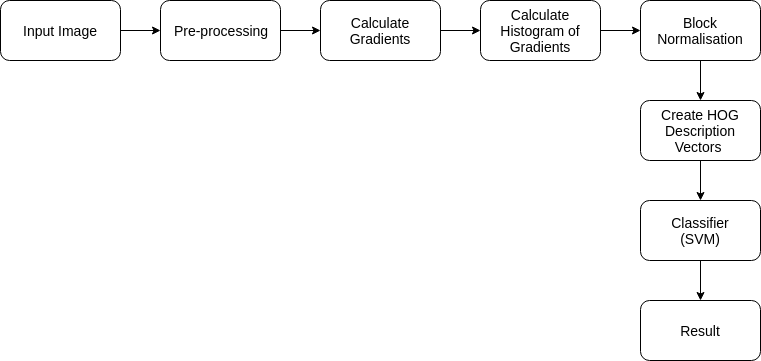 Input Image
Pre-processing
Calculate
Gradients
Calculate
Histogram of
Gradients
Block
Normalisation
Create HOG
Description
Vectors
Classifier
(SVM)
Result